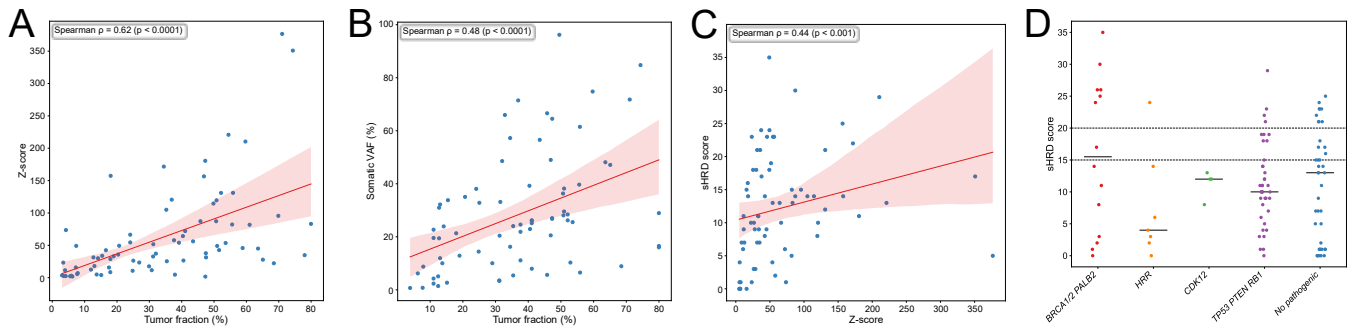 A
Spearman ρ = 0.62 (p < 0.0001)
Z-score
350
300
250
200
150
100
50
0
0
10
20
30
40
50
60
70
80
Tumor fraction (%)
B
Spearman ρ = 0.48 (p < 0.0001)
Somatic VAF (%)
100
80
60
40
20
0
0
10
20
30
40
50
60
70
80
Tumor fraction (%)
C
Spearman ρ = 0.44 (p < 0.001)
sHRD score
35
30
25
20
15
10
5
0
0
50
100
150
200
250
300
350
Z-score
D
sHRD score
35
30
25
20
15
10
5
0
BRCA1/2 PALB2
HRR
CDK12
TP53 PTEN RB1
No pathogenic